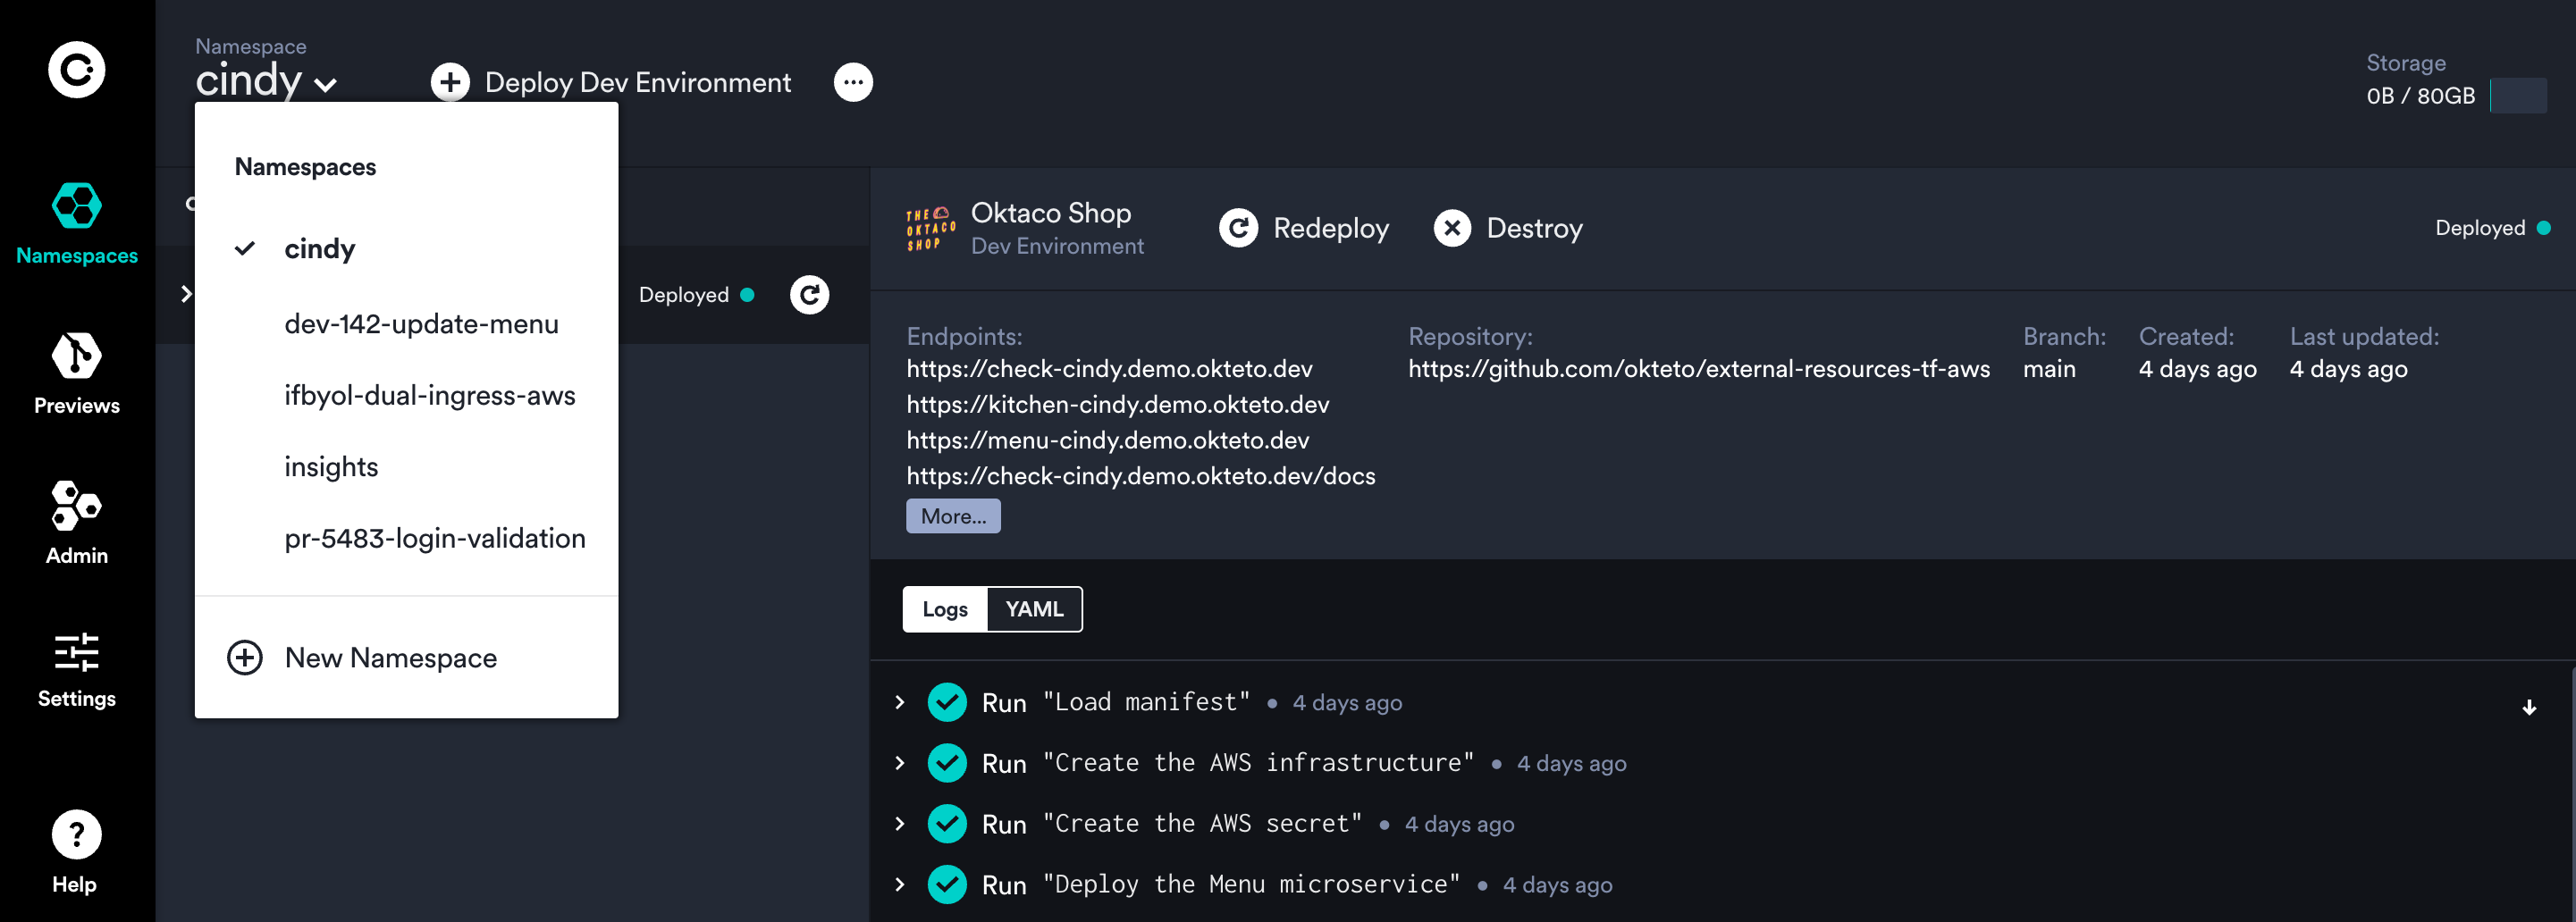 Namespace
cindy
Deploy Dev Environment
Storage
0B / 80GB
Namespaces
Previews
Admin
Settings
Help
Namespaces
cindy
dev-142-update-menu
ifbyol-dual-ingress-aws
insights
pr-5483-login-validation
New Namespace
Deployed
THE
OKTACO
SHOP
Oktaco Shop
Dev Environment
Redeploy
Destroy
Deployed
Endpoints:
https://check-cindy.demo.okteto.dev
https://kitchen-cindy.demo.okteto.dev
https://menu-cindy.demo.okteto.dev
https://check-cindy.demo.okteto.dev/docs
More...
Repository:
https://github.com/okteto/external-resources-tf-aws
Branch:
main
Created:
4 days ago
Last updated:
4 days ago
Logs
YAML
Run "Load manifest" • 4 days ago
Run "Create the AWS infrastructure" • 4 days ago
Run "Create the AWS secret" • 4 days ago
Run "Deploy the Menu microservice" • 4 days ago